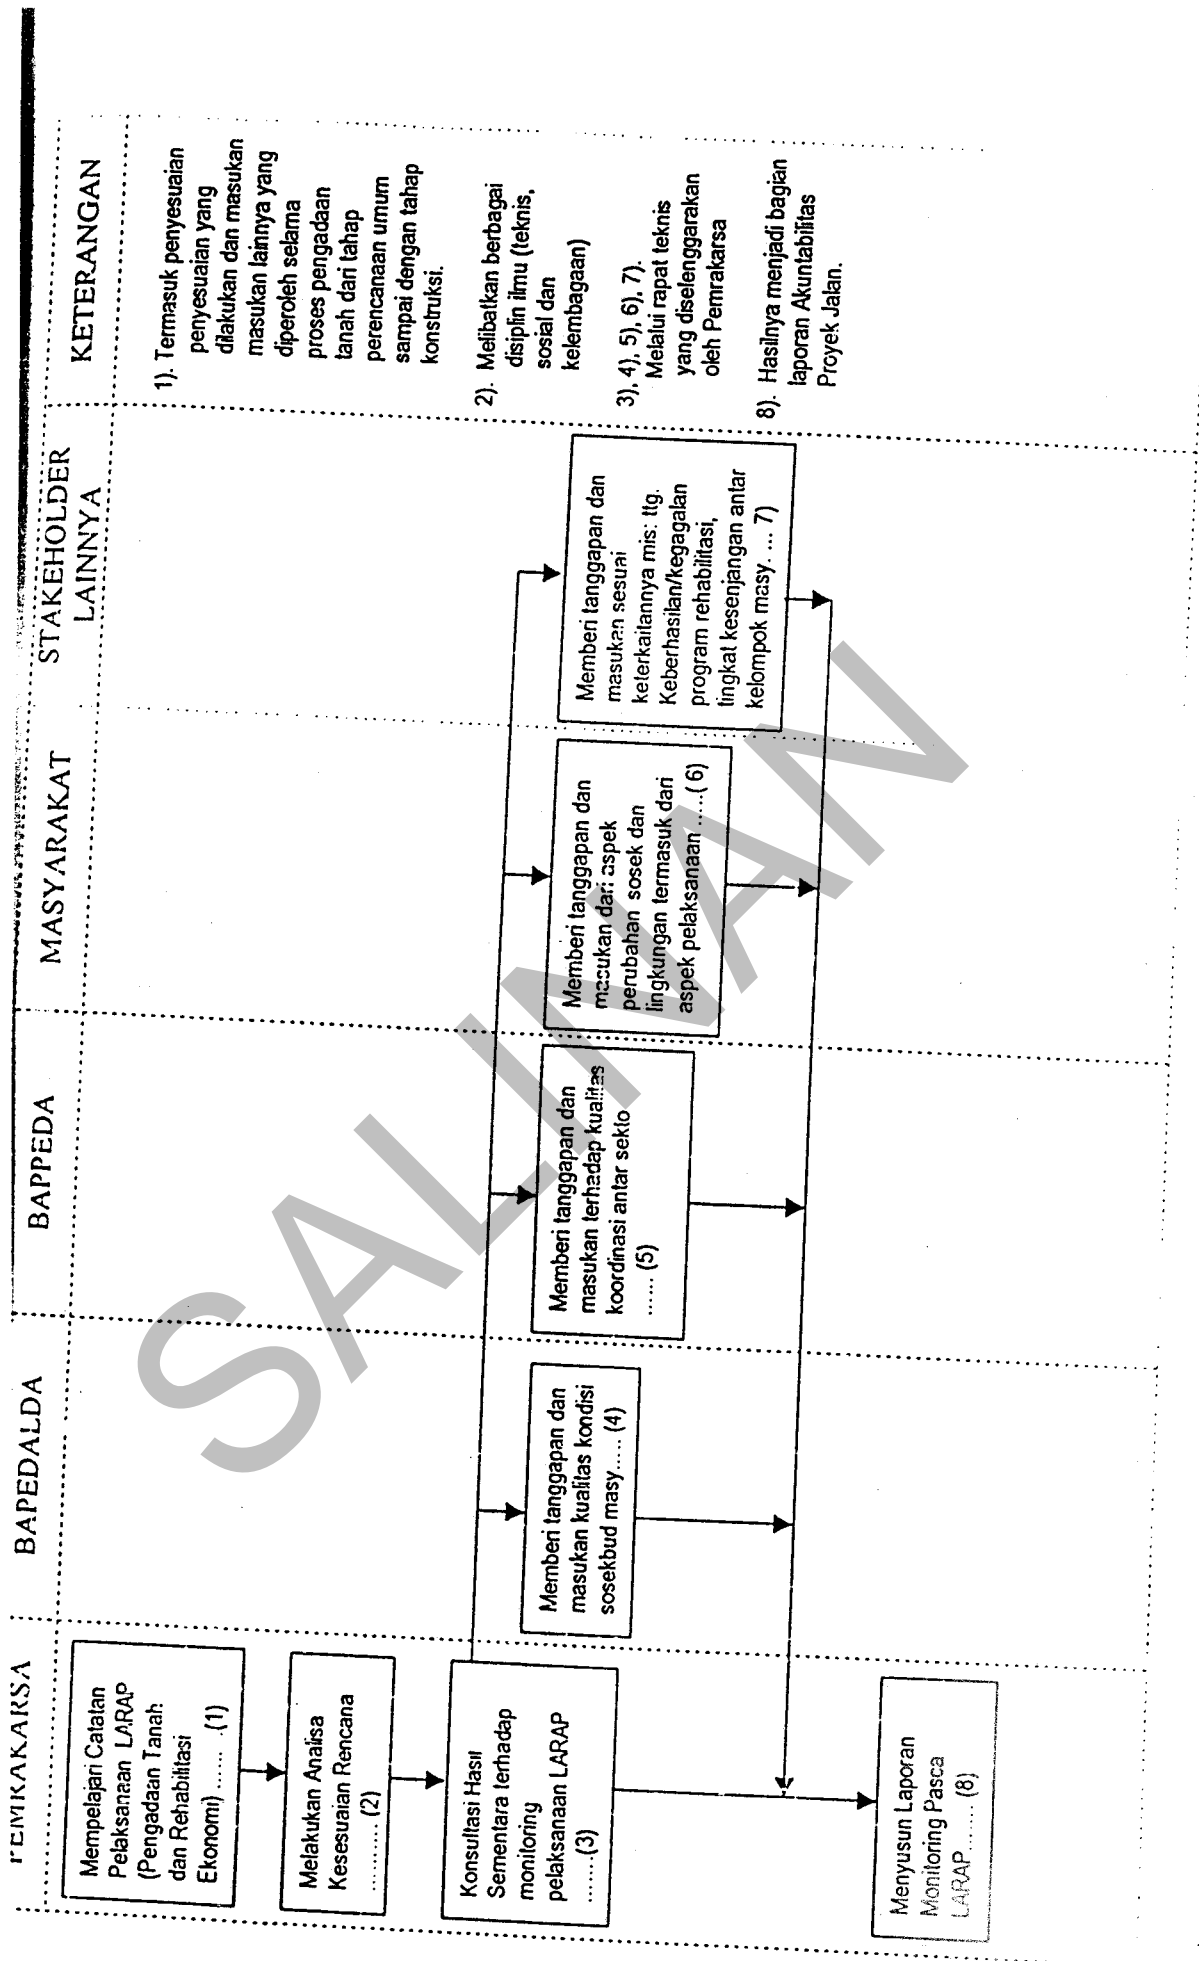 PEMRAKARSA
BAPEDALDA
BAPPEDA
MASYARAKAT
STAKEHOLDER
LAINNYA
KETERANGAN
Mempelajari Catatan
Pelaksanaan LARAP
(Pengadaan Tanah
dan Rehabilitasi
Ekonomi) ....... .(1)
Melakukan Analisa
Kesesuaian Rencana
........... (2)
Konsultasi Hasil
Sementara terhadap
monitoring
pelaksanaan LARAP
........(3)
Memberi tanggapan dan
masukan kualitas kondisi
sosekbud masy..... (4)
Memberi tanggapan dan
masukan terhadap kualitas
koordinasi antar sekto
...... (5)
Memberi tanggapan dan
masukan dari aspek
perubahan sosek dan
lingkungan termasuk dari
aspek pelaksanaan .....( 6)
Memberi tanggapan dan
masukan sesuai
keterkaitannya mis: ttg.
Keberhasilan/kegagalan
program rehabilitasi,
tingkat kesenjangan antar
kelompok masy. ... 7)
Menyusun Laporan
Monitoring Pasca
LARAP....... (8)
1). Termasuk penyesuaian
penyesuaian yang
dilakukan dan masukan
masukan lainnya yang
diperoleh selama
proses pengadaan
tanah dari tahap
perencanaan umum
sampai dengan tahap
konstruksi.
2). Melibatkan berbagai
disiplin ilmu (teknis,
sosial dan
kelembagaan)
3), 4), 5), 6), 7).
Melalui rapat teknis
yang diselenggarakan
oleh Pemrakarsa
8). Hasilnya menjadi bagian
laporan Akuntabilitas
Proyek Jalan.
SALINAN